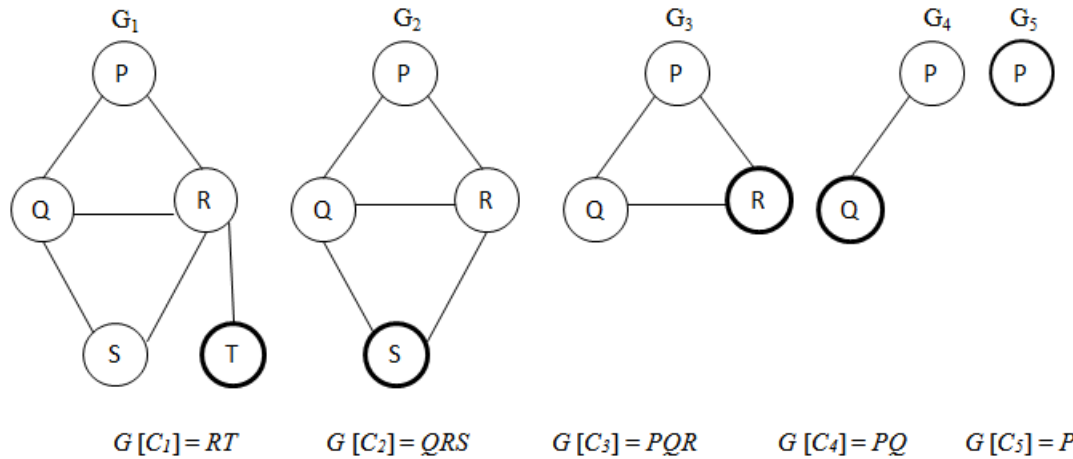 G₁ G₂ G₃ G₄ G₅
P P P P P
Q R Q R Q R Q
S T S
G [C₁] = RT G [C₂] = QRS G [C₃] = PQR G [C₄] = PQ G [C₅] = P